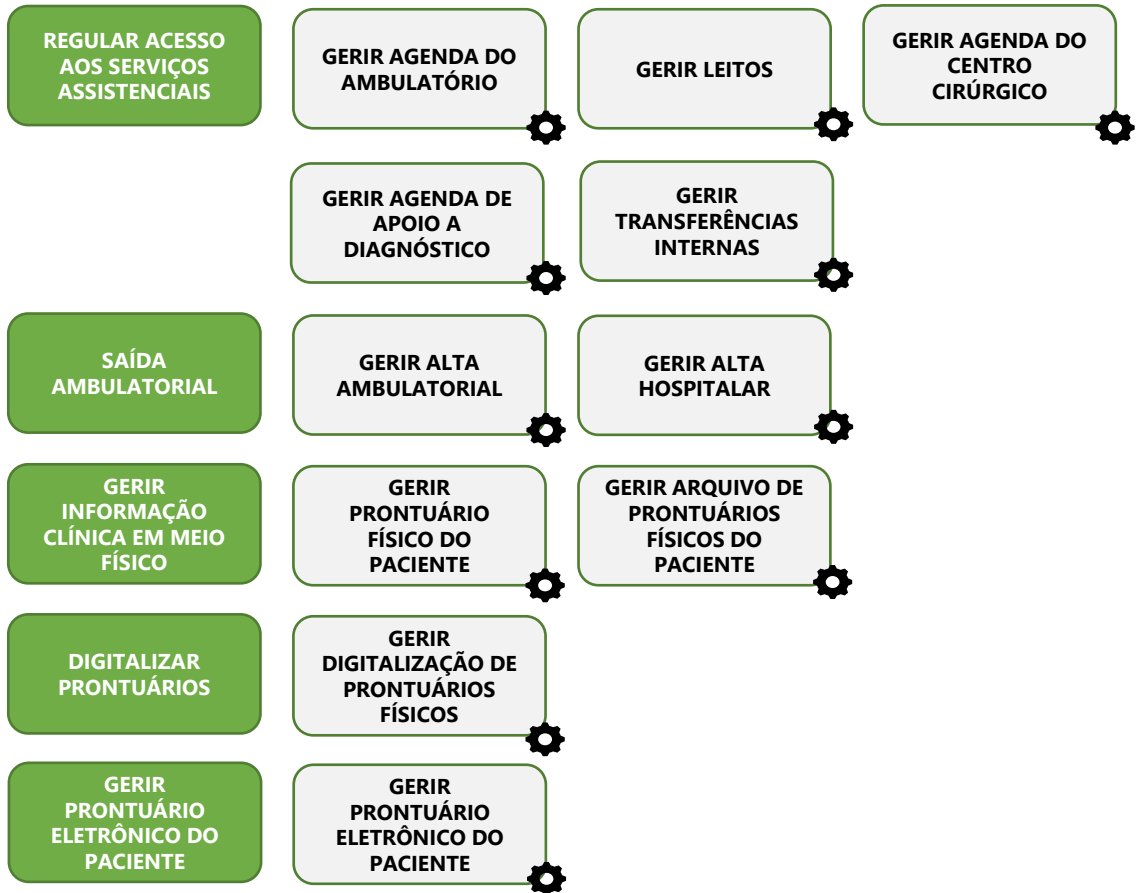 REGULAR ACESSO
AOS SERVIÇOS
ASSISTENCIAIS
GERIR AGENDA DO
AMBULATÓRIO
GERIR LEITOS
GERIR AGENDA DO
CENTRO
CIRÚRGICO
GERIR AGENDA DE
APOIO A
DIAGNÓSTICO
GERIR
TRANSFERÊNCIAS
INTERNAS
SAÍDA
AMBULATORIAL
GERIR ALTA
AMBULATORIAL
GERIR ALTA
HOSPITALAR
GERIR
INFORMAÇÃO
CLÍNICA EM MEIO
FÍSICO
GERIR
PRONTUÁRIO
FÍSICO DO
PACIENTE
GERIR ARQUIVO DE
PRONTUÁRIOS
FÍSICOS DO
PACIENTE
DIGITALIZAR
PRONTUÁRIOS
GERIR
DIGITALIZAÇÃO DE
PRONTUÁRIOS
FÍSICOS
GERIR
PRONTUÁRIO
ELETRÔNICO DO
PACIENTE
GERIR
PRONTUÁRIO
ELETRÔNICO DO
PACIENTE